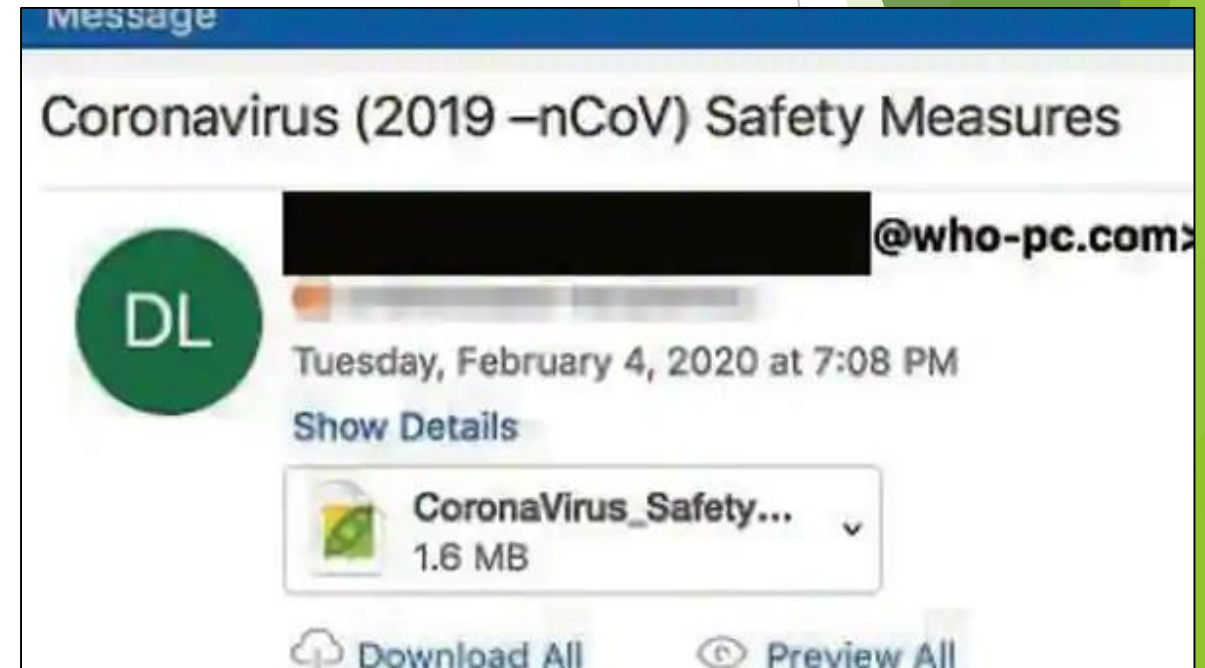 Message
Coronavirus (2019 –nCoV) Safety Measures
@who-pc.com>
DL
Tuesday, February 4, 2020 at 7:08 PM
Show Details
CoronaVirus_Safety...
1.6 MB
Download All Preview All